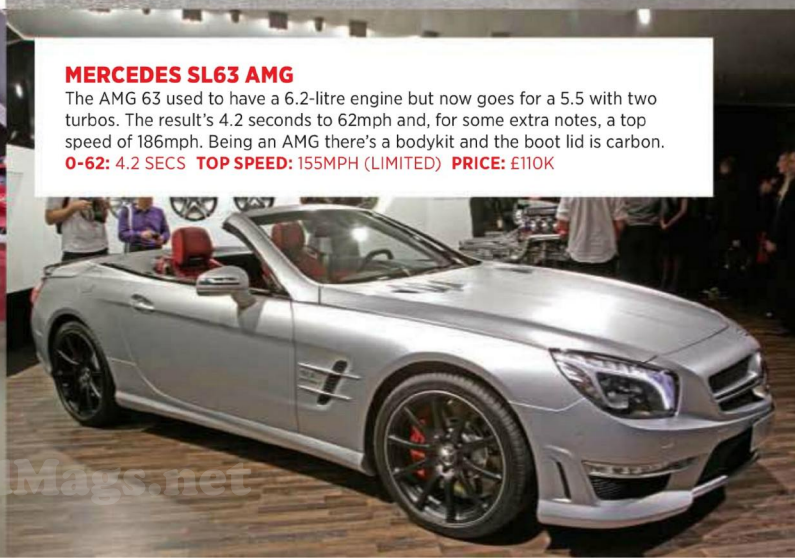 MERCEDES SL63 AMG
The AMG 63 used to have a 6.2-litre engine but now goes for a 5.5 with two
turbos. The result's 4.2 seconds to 62mph and, for some extra notes, a top
speed of 186mph. Being an AMG there's a bodykit and the boot lid is carbon.
0-62: 4.2 SECS TOP SPEED: 155MPH (LIMITED) PRICE: £110K
Mags.net